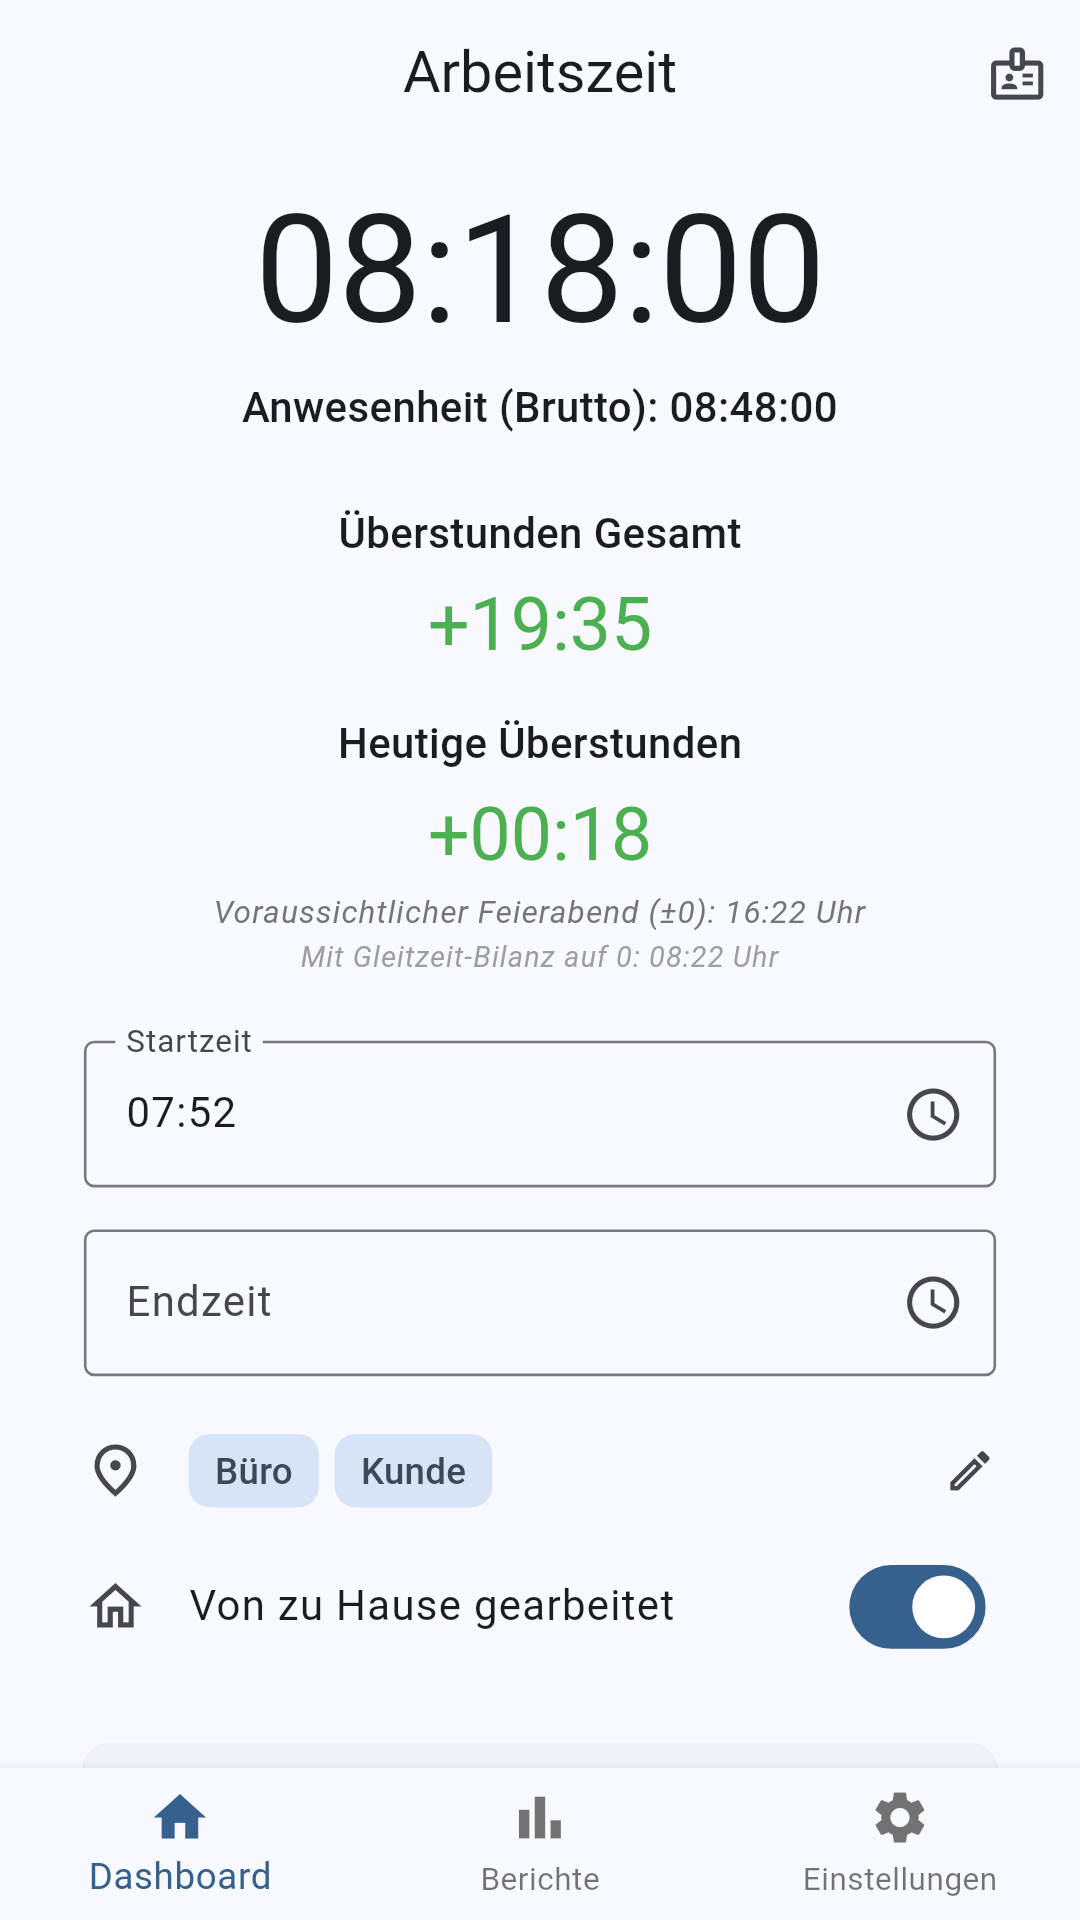 Arbeitszeit
08:18:00
Anwesenheit (Brutto): 08:48:00
Überstunden Gesamt
+19:35
Heutige Überstunden
+00:18
Voraussichtlicher Feierabend (±0): 16:22 Uhr
Mit Gleitzeit-Bilanz auf 0: 08:22 Uhr
Startzeit
07:52
Endzeit
Büro Kunde
Von zu Hause gearbeitet
Dashboard Berichte Einstellungen